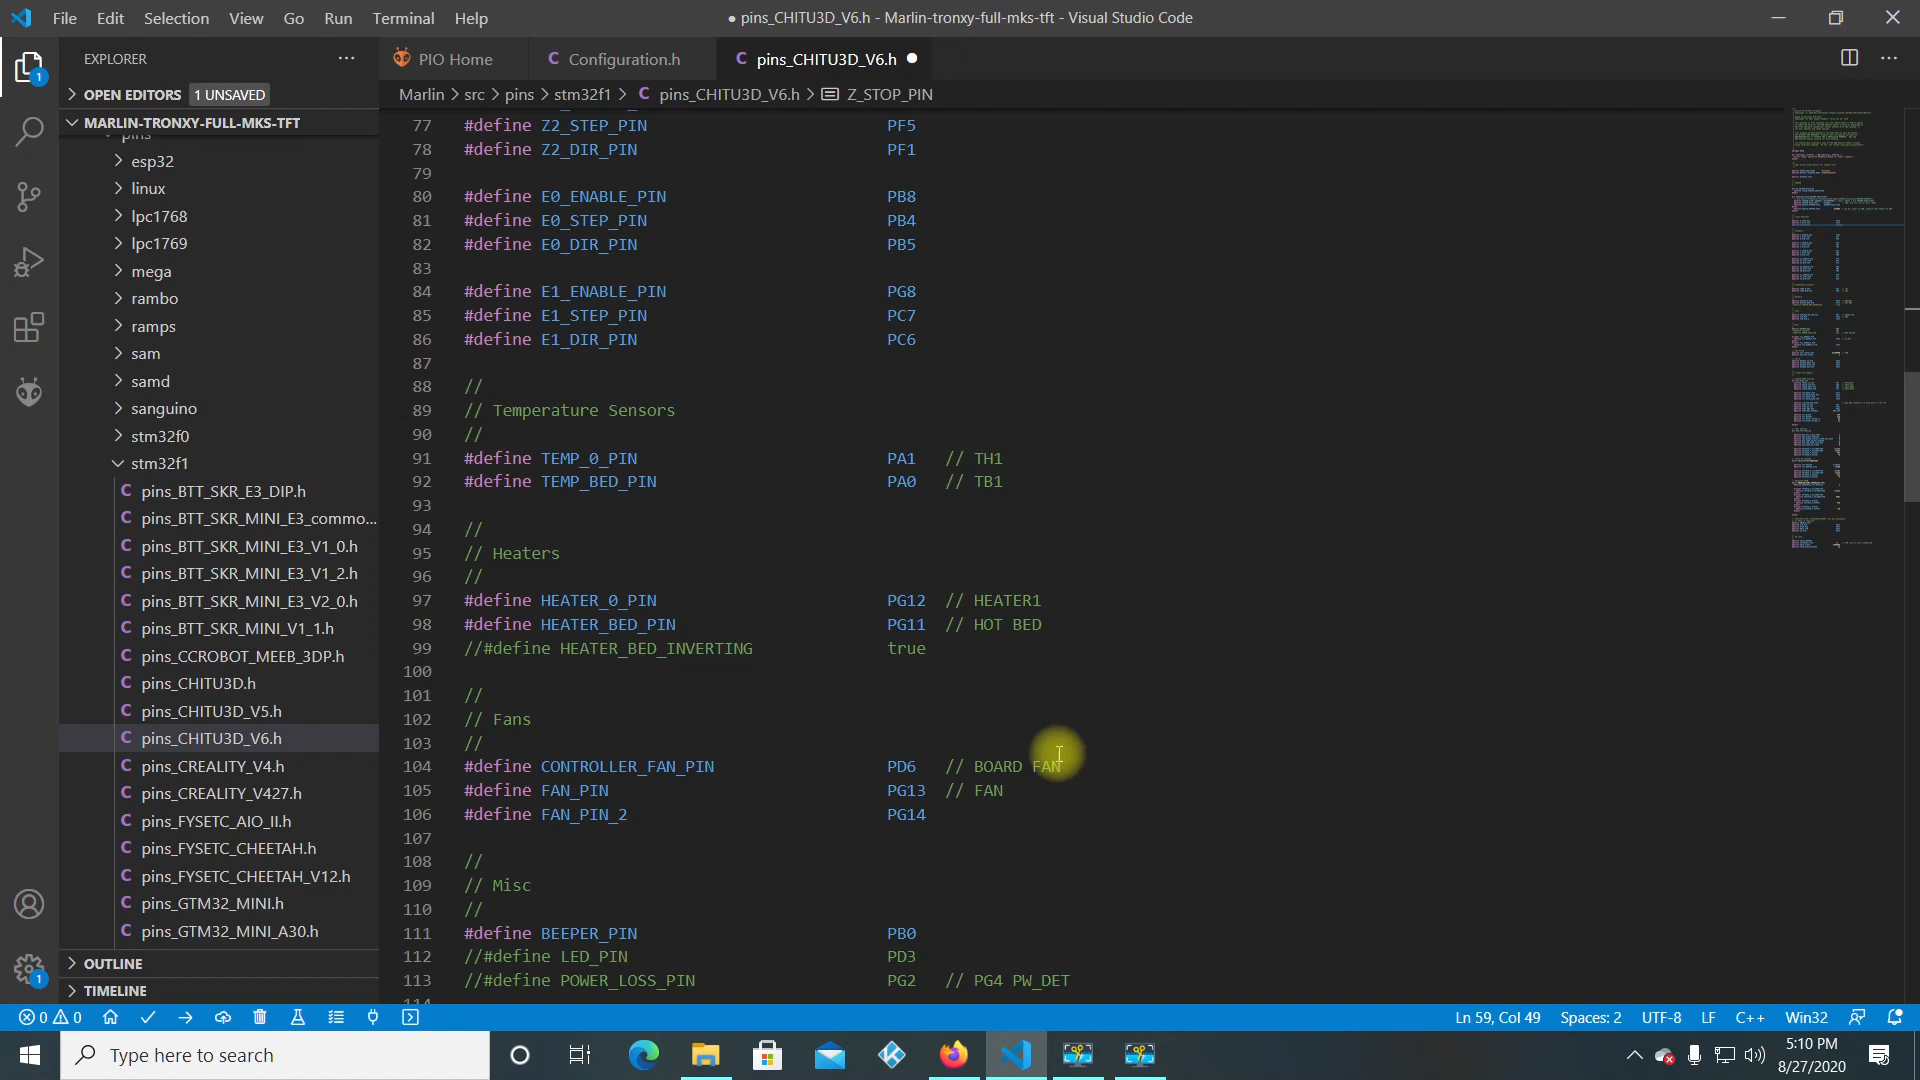 File Edit Selection View Go Run Terminal Help
● pins_CHITU3D_V6.h - Marlin-tronxy-full-mks-tft - Visual Studio Code
EXPLORER
PIO Home
Configuration.h
pins_CHITU3D_V6.h
OPEN EDITORS 1 UNSAVED
Marlin > src > pins > stm32f1 > C pins_CHITU3D_V6.h > Z_STOP_PIN
MARLIN-TRONXY-FULL-MKS-TFT
pins
esp32
linux
lpc1768
lpc1769
mega
rambo
ramps
sam
samd
sanguino
stm32f0
stm32f1
C pins_BTT_SKR_E3_DIP.h
C pins_BTT_SKR_MINI_E3_commo...
C pins_BTT_SKR_MINI_E3_V1_0.h
C pins_BTT_SKR_MINI_E3_V1_2.h
C pins_BTT_SKR_MINI_E3_V2_0.h
C pins_BTT_SKR_MINI_V1_1.h
C pins_CCROBOT_MEEB_3DP.h
C pins_CHITU3D.h
C pins_CHITU3D_V5.h
C pins_CHITU3D_V6.h
C pins_CREALITY_V4.h
C pins_CREALITY_V427.h
C pins_FYSETC_AIO_II.h
C pins_FYSETC_CHEETAH.h
C pins_FYSETC_CHEETAH_V12.h
C pins_GTM32_MINI.h
C pins_GTM32_MINI_A30.h
OUTLINE
TIMELINE
77 #define Z2_STEP_PIN PF5
78 #define Z2_DIR_PIN PF1
79
80 #define E0_ENABLE_PIN PB8
81 #define E0_STEP_PIN PB4
82 #define E0_DIR_PIN PB5
83
84 #define E1_ENABLE_PIN PG8
85 #define E1_STEP_PIN PC7
86 #define E1_DIR_PIN PC6
87
88 //
89 // Temperature Sensors
90 //
91 #define TEMP_0_PIN PA1 // TH1
92 #define TEMP_BED_PIN PA0 // TB1
93
94 //
95 // Heaters
96 //
97 #define HEATER_0_PIN PG12 // HEATER1
98 #define HEATER_BED_PIN PG11 // HOT BED
99 //#define HEATER_BED_INVERTING true
100
101 //
102 // Fans
103 //
104 #define CONTROLLER_FAN_PIN PD6 // BOARD FAN
105 #define FAN_PIN PG13 // FAN
106 #define FAN_PIN_2 PG14
107
108 //
109 // Misc
110 //
111 #define BEEPER_PIN PB0
112 //#define LED_PIN PD3
113 //#define POWER_LOSS_PIN PG2 // PG4 PW_DET
114
0 0
Ln 59, Col 49 Spaces: 2 UTF-8 LF C++ Win32
Type here to search
5:10 PM
8/27/2020